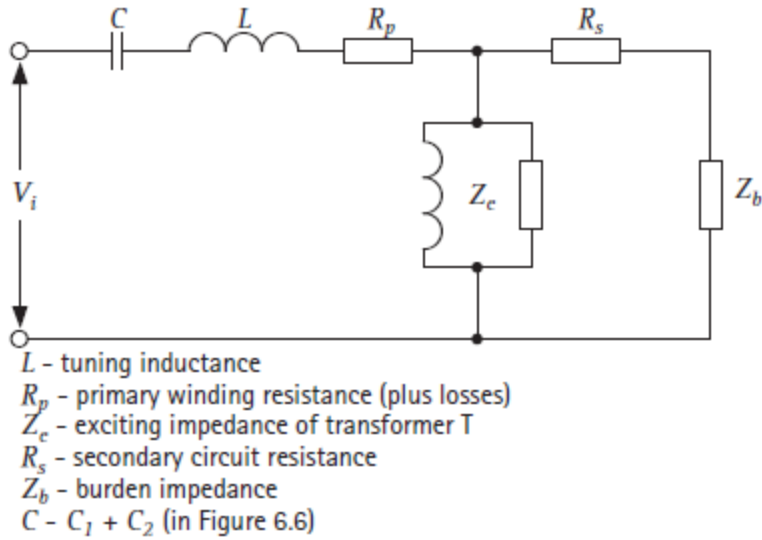 C
L
Rp
Rs
Vi
Ze
Zb
L - tuning inductance
Rp - primary winding resistance (plus losses)
Ze - exciting impedance of transformer T
Rs - secondary circuit resistance
Zb - burden impedance
C - C1 + C2 (in Figure 6.6)